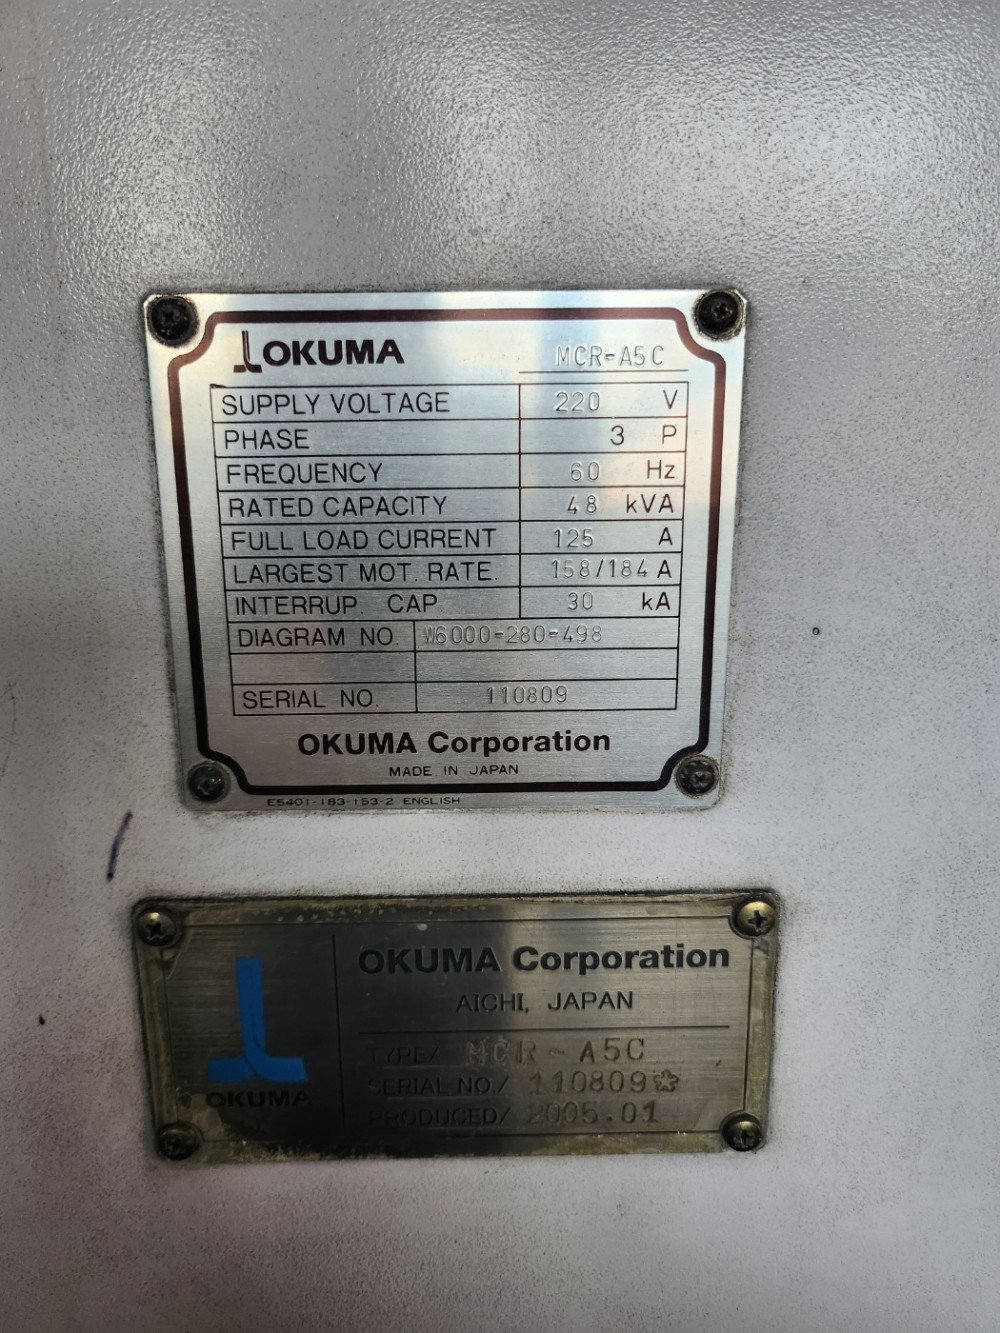 OKUMA MCR-A5C
SUPPLY VOLTAGE 220 V
PHASE 3 P
FREQUENCY 60 Hz
RATED CAPACITY 48 kVA
FULL LOAD CURRENT 125 A
LARGEST MOT. RATE. 158/184 A
INTERRUP. CAP. 30 kA
DIAGRAM NO. W6000-280-498
SERIAL NO. 110809
OKUMA Corporation
MADE IN JAPAN
E5401-183-153-2 ENGLISH
OKUMA
OKUMA Corporation
AICHI, JAPAN
TYPE/ MCR-A5C
SERIAL NO./ 110809*
PRODUCED/ 2005.01